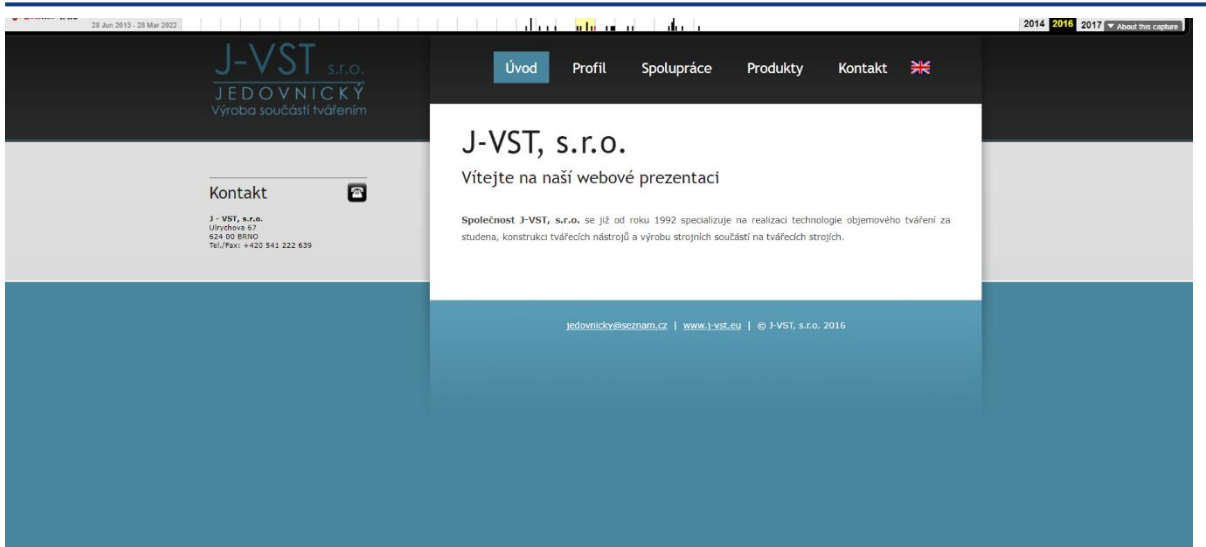 28 Jun 2013 - 28 Mar 2022
2014 2016 2017 ▼ About this capture
J-VST s.r.o.
JEDOVNICKÝ
Výroba součástí tvářením
Úvod Profil Spolupráce Produkty Kontakt
J-VST, s.r.o.
Vítejte na naší webové prezentaci
Společnost J-VST, s.r.o. se již od roku 1992 specializuje na realizaci technologie objemového tváření za
studena, konstrukci tvářecích nástrojů a výrobu strojních součástí na tvářecích strojích.
Kontakt
J - VST, s.r.o.
Ulrychova 67
624 00 BRNO
Tel./Fax: +420 541 222 639
jedovnicky@seznam.cz | www.j-vst.eu | © J-VST, s.r.o. 2016